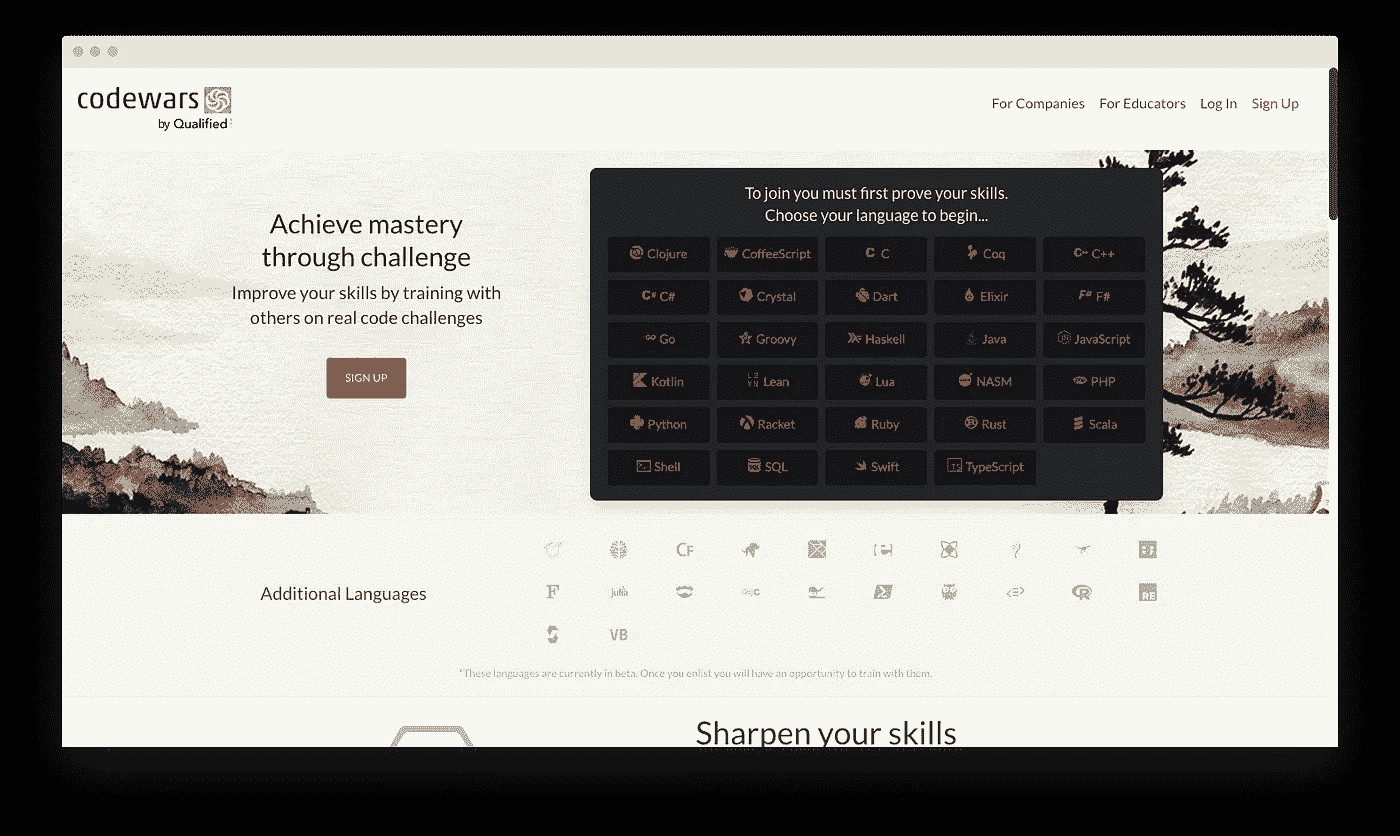 codewars
by Qualified
For Companies For Educators Log In Sign Up
Achieve mastery
through challenge
Improve your skills by training with
others on real code challenges
SIGN UP
To join you must first prove your skills.
Choose your language to begin...
Clojure CoffeeScript C C Coq C++ C++
C# C# Crystal Dart Elixir F# F#
GO Go Groovy Haskell Java JS JavaScript
Kotlin Lean Lua NASM PHP
Python Racket Ruby Rust Scala
Shell SQL Swift TS TypeScript
Additional Languages
CF
F julia C R RE
VB
*These languages are currently in beta. Once you enlist you will have an opportunity to train with them.
Sharpen your skills